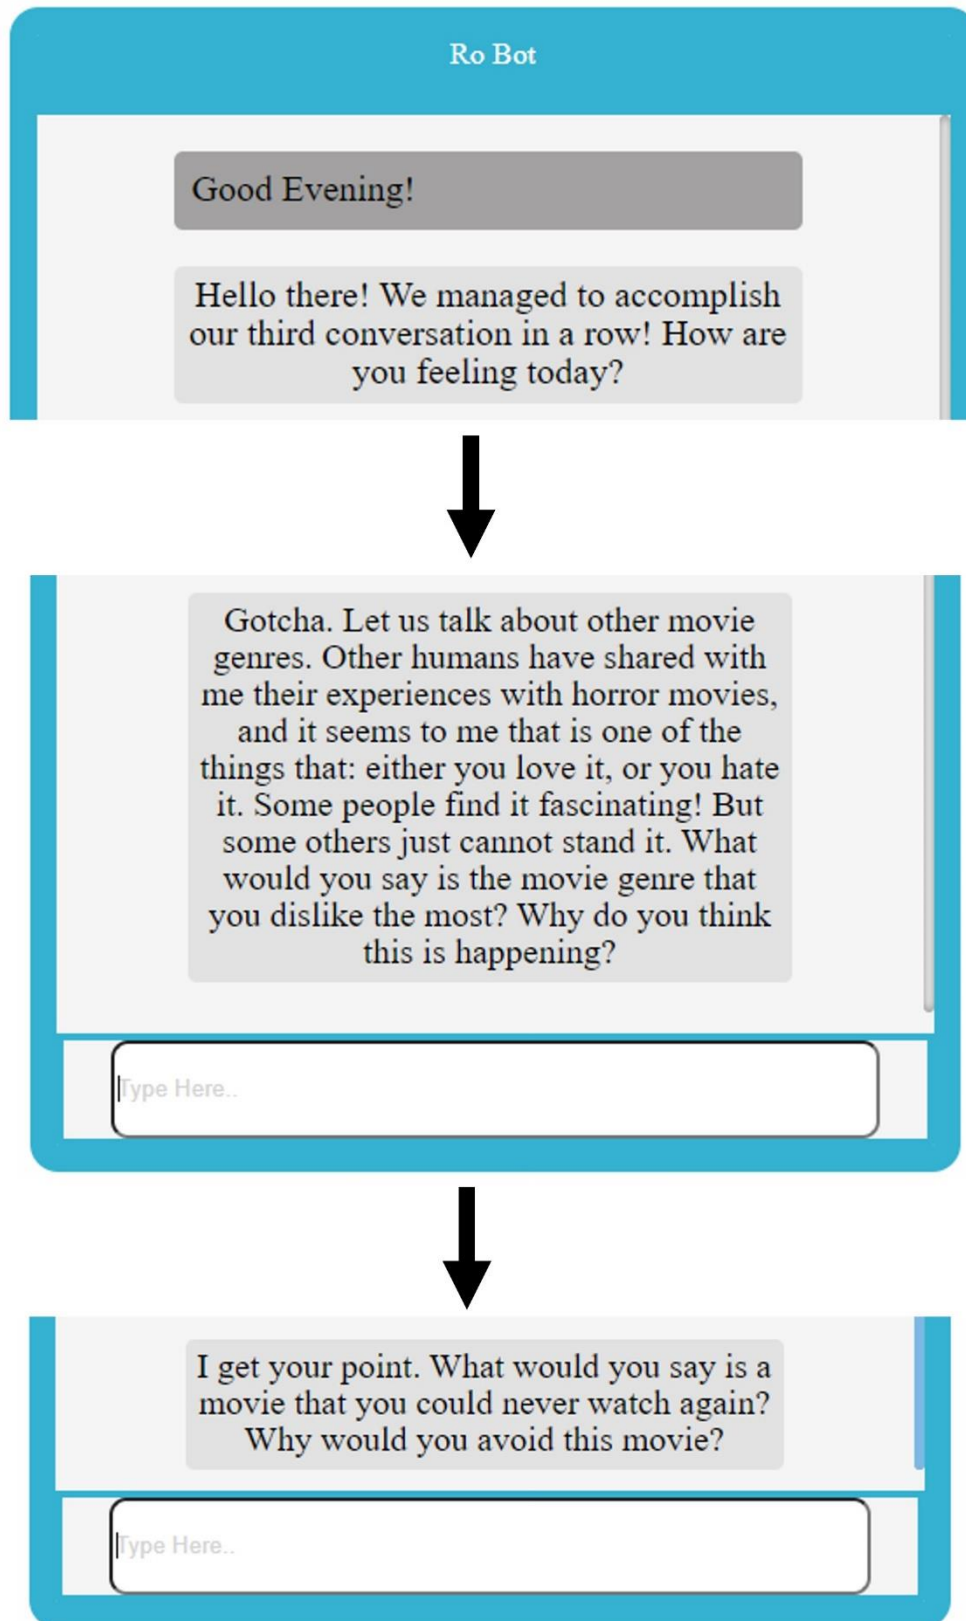 Ro Bot
Good Evening!
Hello there! We managed to accomplish
our third conversation in a row! How are
you feeling today?
Gotcha. Let us talk about other movie
genres. Other humans have shared with
me their experiences with horror movies,
and it seems to me that is one of the
things that: either you love it, or you hate
it. Some people find it fascinating! But
some others just cannot stand it. What
would you say is the movie genre that
you dislike the most? Why do you think
this is happening?
Type Here..
I get your point. What would you say is a
movie that you could never watch again?
Why would you avoid this movie?
Type Here..